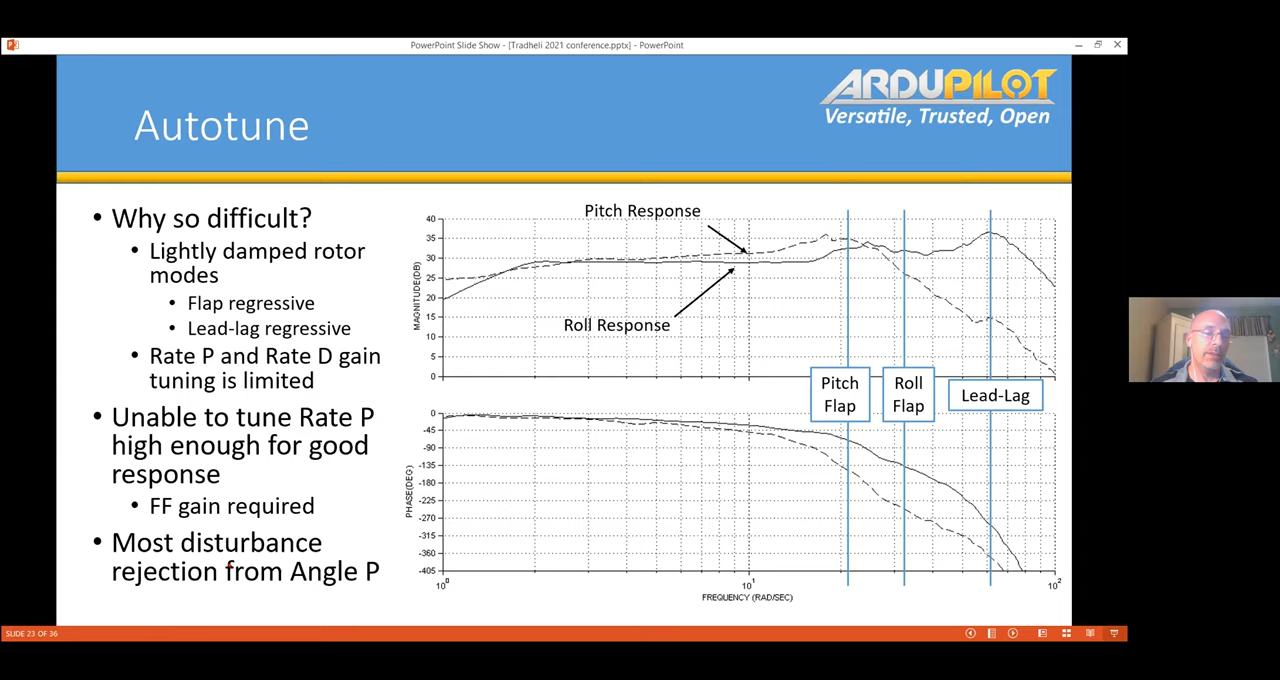 PowerPoint Slide Show - [Tradheli 2021 conference.pptx] - PowerPoint
ARDUPILOT
Versatile, Trusted, Open
Autotune
• Why so difficult?
• Lightly damped rotor
modes
• Flap regressive
• Lead-lag regressive
• Rate P and Rate D gain
tuning is limited
• Unable to tune Rate P
high enough for good
response
• FF gain required
• Most disturbance
rejection from Angle P
Pitch Response
Roll Response
MAGNITUDE(DB)
40
35
30
25
20
15
10
5
0
Pitch
Flap
Roll
Flap
Lead-Lag
PHASE(DEG)
0
-45
-90
-135
-180
-225
-270
-315
-360
-405
10⁰
10¹
10²
FREQUENCY (RAD/SEC)
SLIDE 23 OF 36